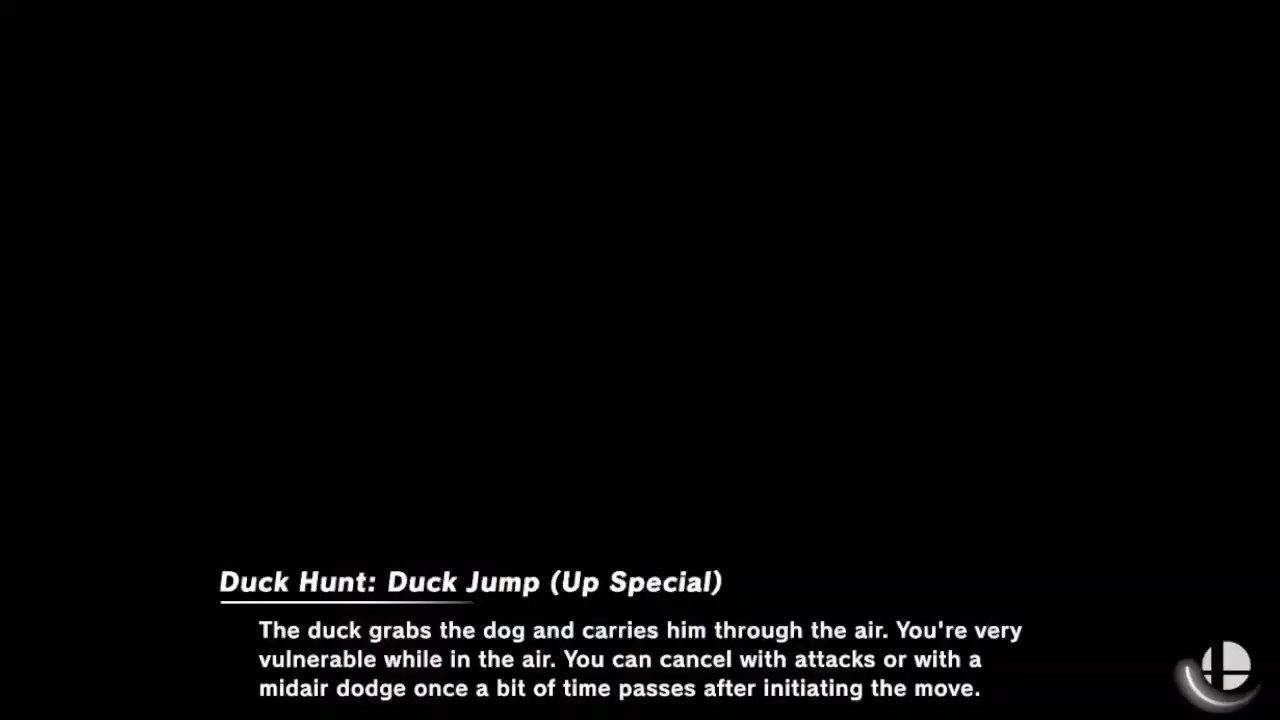 Duck Hunt: Duck Jump (Up Special)
The duck grabs the dog and carries him through the air. You're very
vulnerable while in the air. You can cancel with attacks or with a
midair dodge once a bit of time passes after initiating the move.